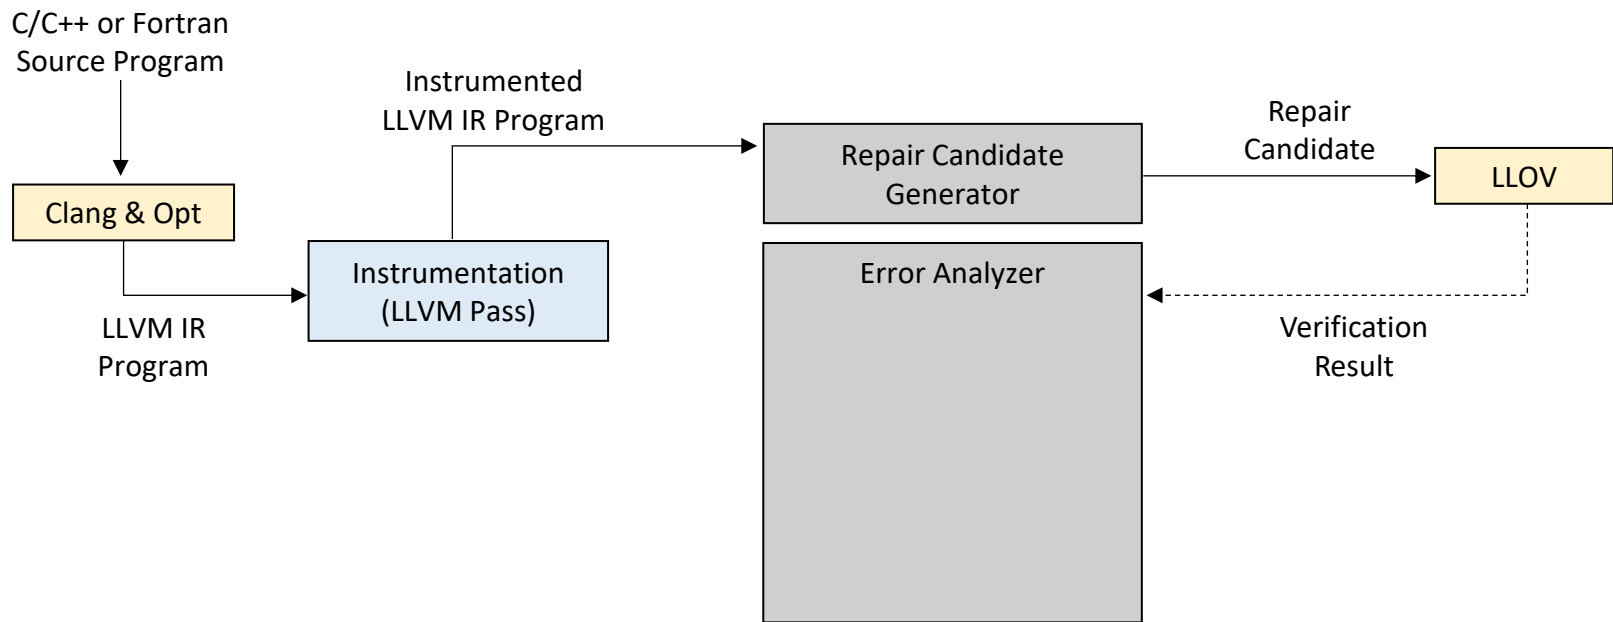 C/C++ or Fortran
Source Program
Clang & Opt
LLVM IR
Program
Instrumentation
(LLVM Pass)
Instrumented
LLVM IR Program
Repair Candidate
Generator
Repair
Candidate
LLOV
Verification
Result
Error Analyzer